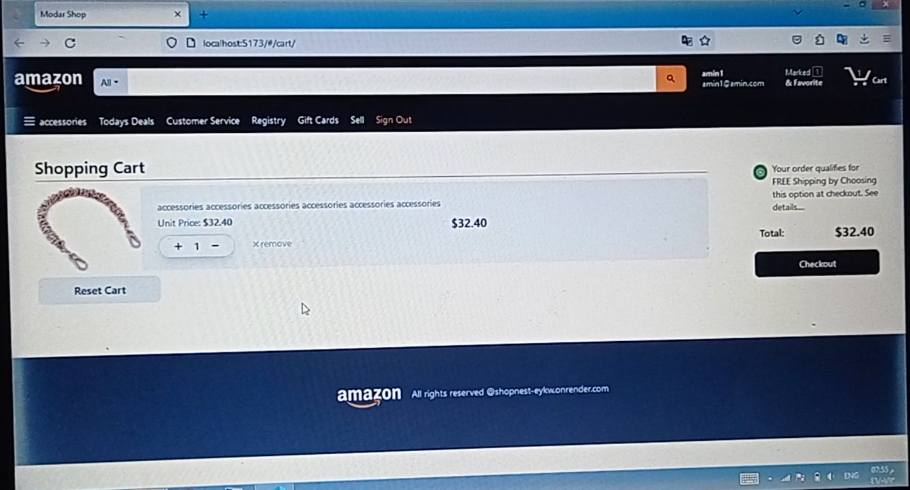 Modar Shop
localhost:5173/#/cart/
amazon
All
amin1
amin1@amin.com
Marked 1
& Favorite
Cart
accessories Todays Deals Customer Service Registry Gift Cards Sell Sign Out
Shopping Cart
accessories accessories accessories accessories accessories accessories
Unit Price: $32.40
$32.40
+ 1 −
X remove
Reset Cart
Your order qualifies for
FREE Shipping by Choosing
this option at checkout. See
details....
Total: $32.40
Checkout
amazon All rights reserved @shopnest-eykw.onrender.com
ENG
07:55 م